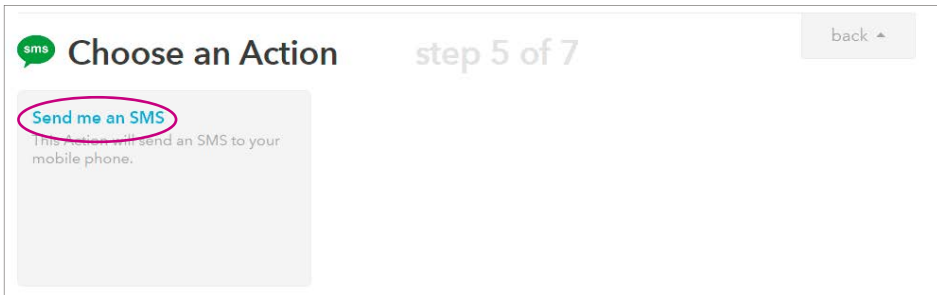 sms Choose an Action step 5 of 7 back
Send me an SMS
This Action will send an SMS to your
mobile phone.